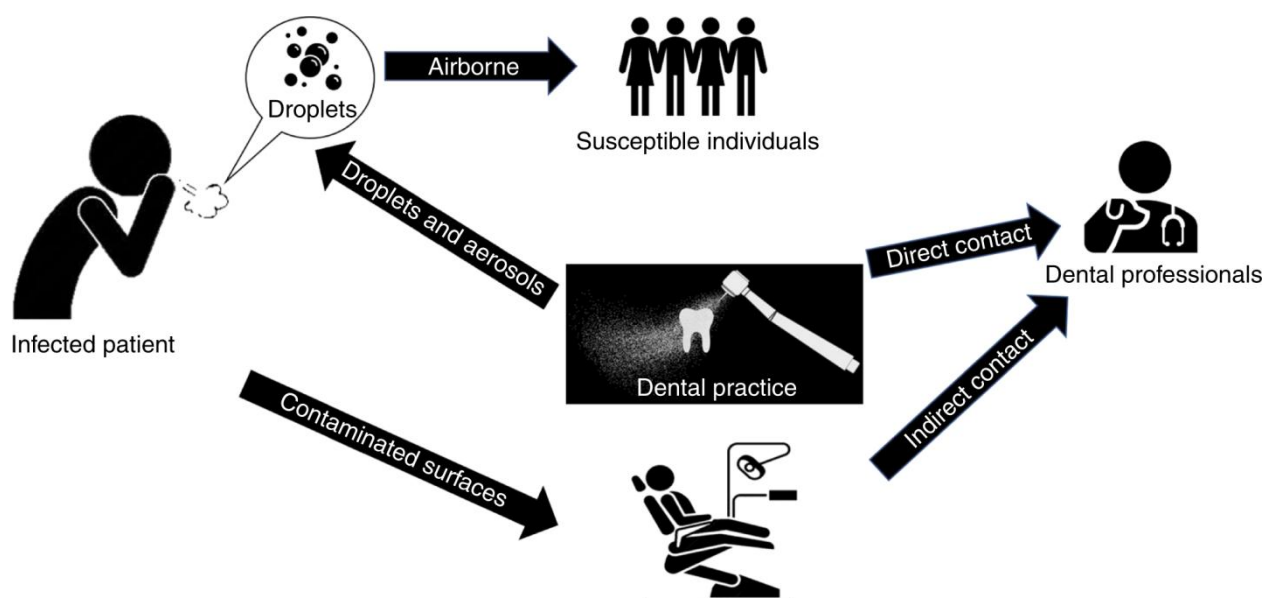 Droplets
Airborne
Susceptible individuals
Infected patient
Droplets and aerosols
Dental practice
Direct contact
Dental professionals
Contaminated surfaces
Indirect contact